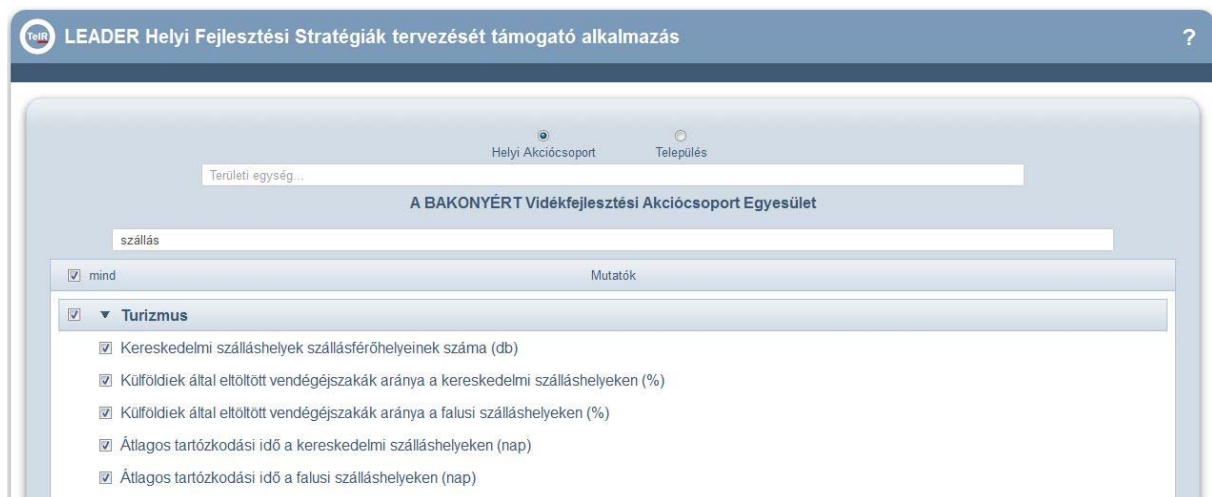 TeIR LEADER Helyi Fejlesztési Stratégiák tervezését támogató alkalmazás ?
Helyi Akciócsoport Település
Területi egység...
A BAKONYÉRT Vidékfejlesztési Akciócsoport Egyesület
szállás
mind Mutatók
Turizmus
Kereskedelmi szálláshelyek szállásférőhelyeinek száma (db)
Külföldiek által eltöltött vendégéjszakák aránya a kereskedelmi szálláshelyeken (%)
Külföldiek által eltöltött vendégéjszakák aránya a falusi szálláshelyeken (%)
Átlagos tartózkodási idő a kereskedelmi szálláshelyeken (nap)
Átlagos tartózkodási idő a falusi szálláshelyeken (nap)